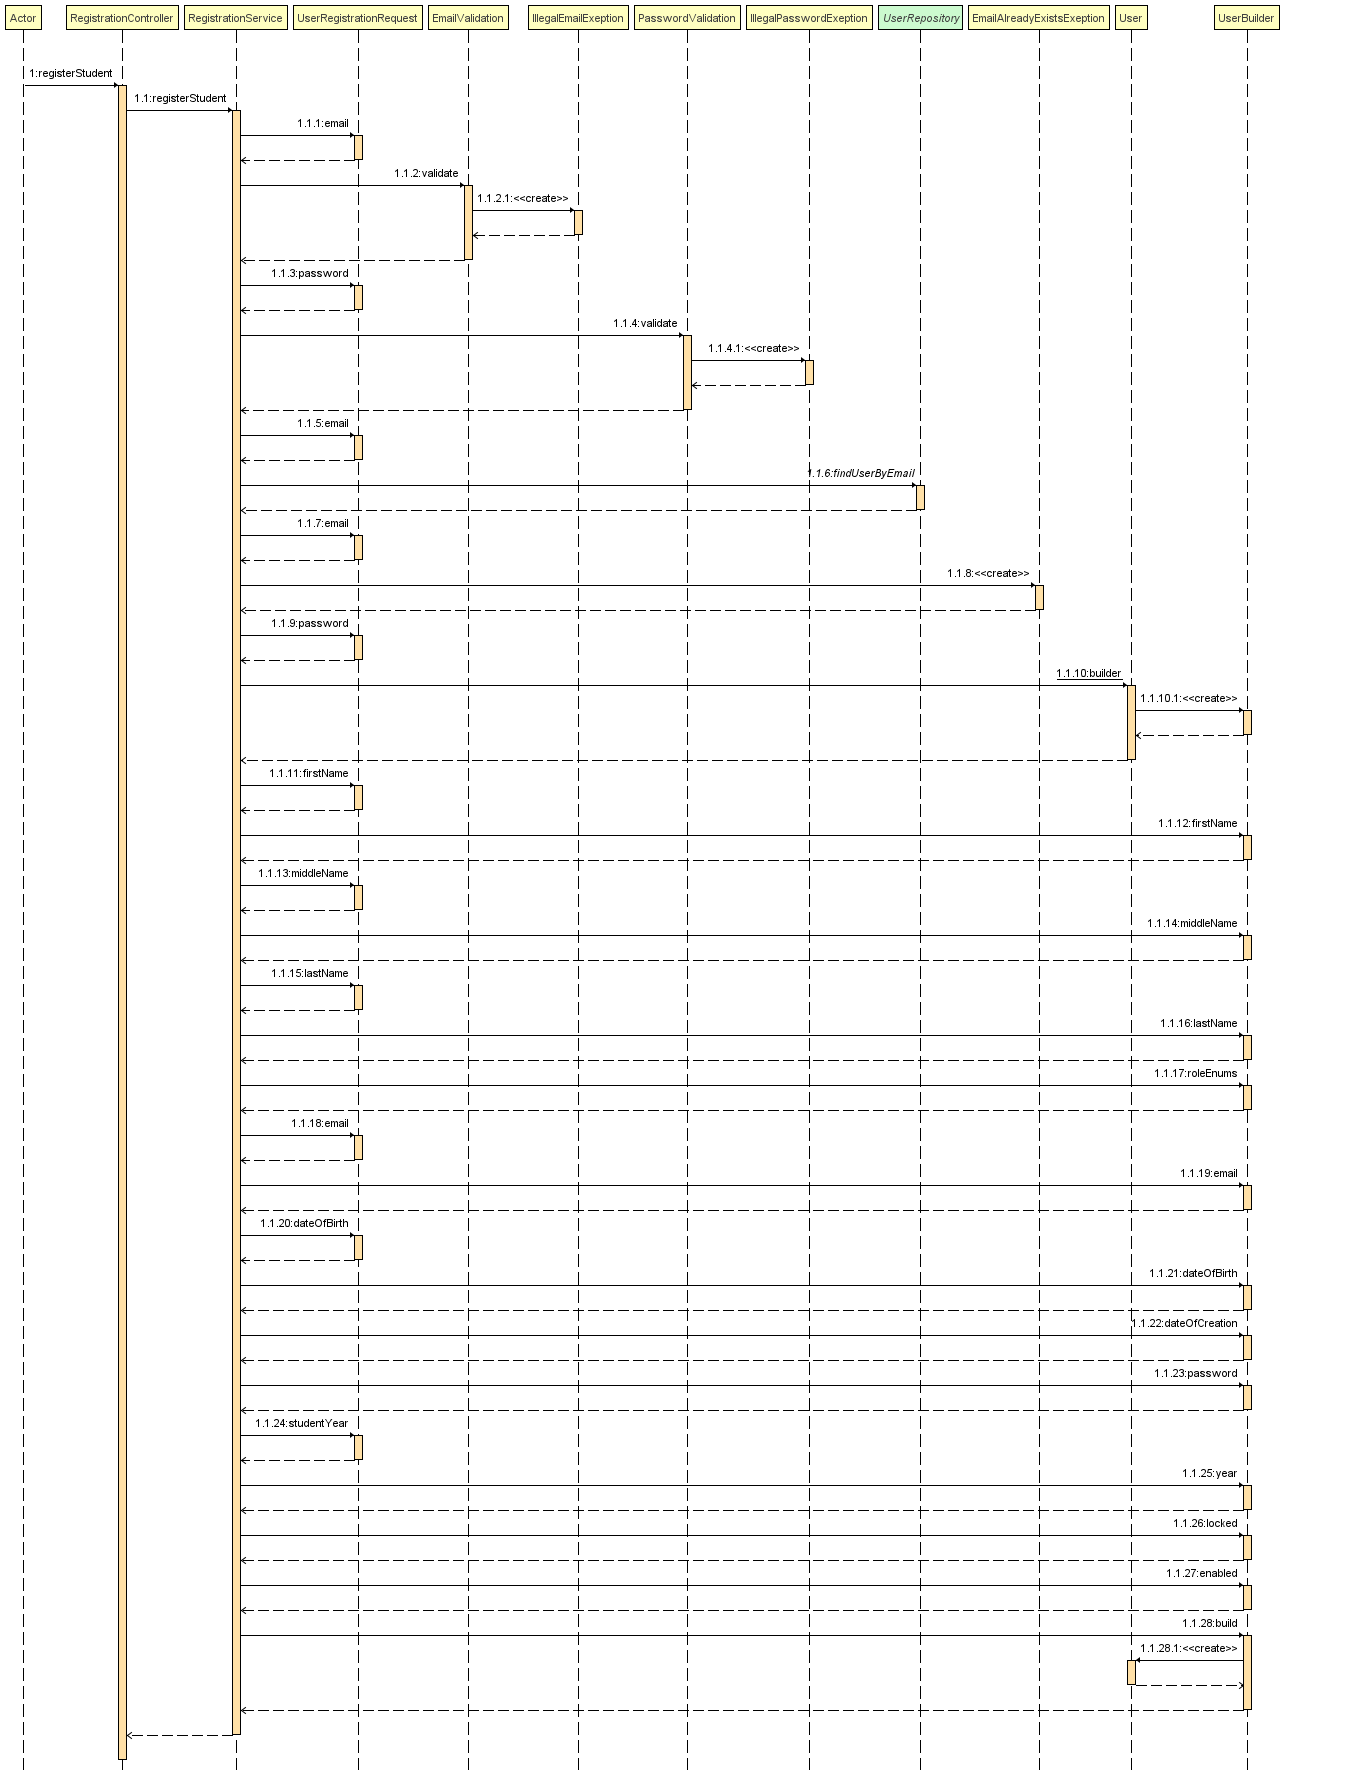 Actor
RegistrationController
RegistrationService
UserRegistrationRequest
EmailValidation
IllegalEmailExeption
PasswordValidation
IllegalPasswordExeption
UserRepository
EmailAlreadyExistsExeption
User
UserBuilder
1:registerStudent
1.1:registerStudent
1.1.1:email
1.1.2:validate
1.1.2.1:<<create>>
1.1.3:password
1.1.4:validate
1.1.4.1:<<create>>
1.1.5:email
1.1.6:findUserByEmail
1.1.7:email
1.1.8:<<create>>
1.1.9:password
1.1.10:builder
1.1.10.1:<<create>>
1.1.11:firstName
1.1.12:firstName
1.1.13:middleName
1.1.14:middleName
1.1.15:lastName
1.1.16:lastName
1.1.17:roleEnums
1.1.18:email
1.1.19:email
1.1.20:dateOfBirth
1.1.21:dateOfBirth
1.1.22:dateOfCreation
1.1.23:password
1.1.24:studentYear
1.1.25:year
1.1.26:locked
1.1.27:enabled
1.1.28:build
1.1.28.1:<<create>>